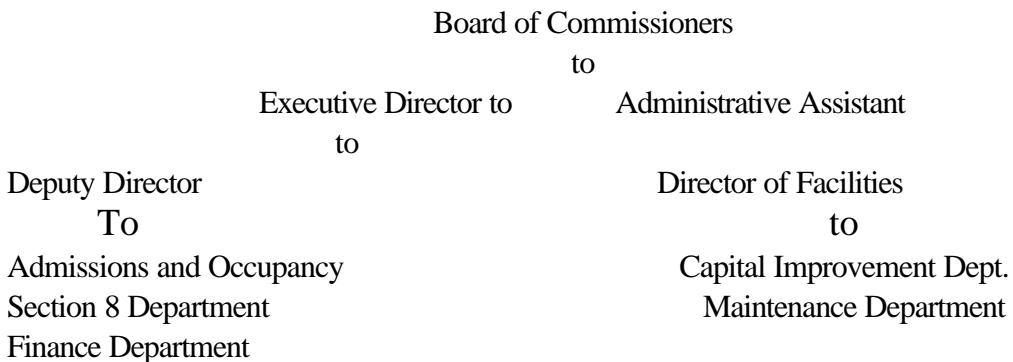 Board of Commissioners
to
Executive Director to Administrative Assistant
to
Deputy Director Director of Facilities
To to
Admissions and Occupancy Capital Improvement Dept.
Section 8 Department Maintenance Department
Finance Department